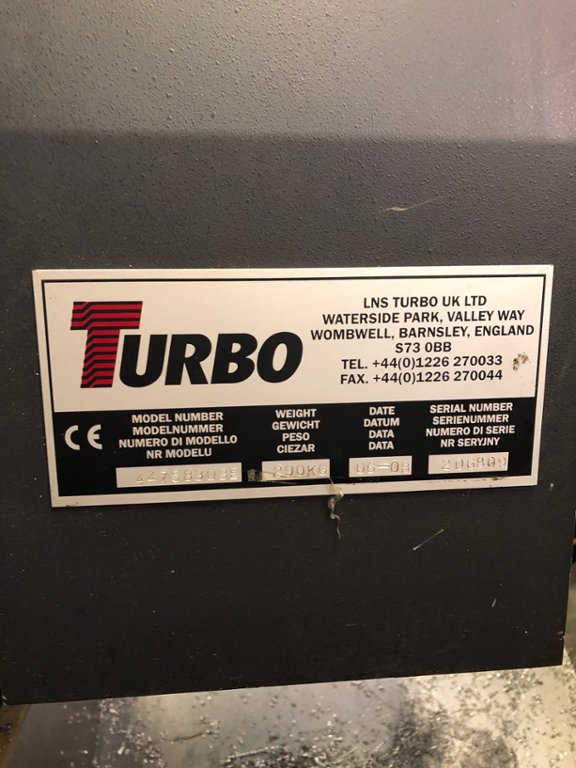 TURBO
LNS TURBO UK LTD
WATERSIDE PARK, VALLEY WAY
WOMBWELL, BARNSLEY, ENGLAND
S73 0BB
TEL. +44(0)1226 270033
FAX. +44(0)1226 270044
CE
MODEL NUMBER
MODELNUMMER
NUMERO DI MODELLO
NR MODELU
WEIGHT
GEWICHT
PESO
CIEZAR
290KG
DATE
DATUM
DATA
DATA
06-08
SERIAL NUMBER
SERIENUMMER
NUMERO DI SERIE
NR SERYJNY
206809